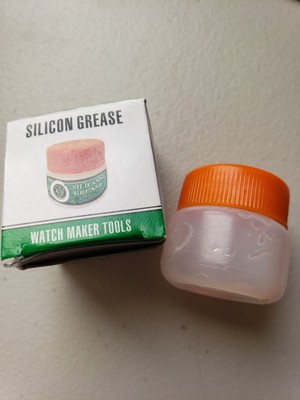 SILICON GREASE
WATCH MAKER TOOLS